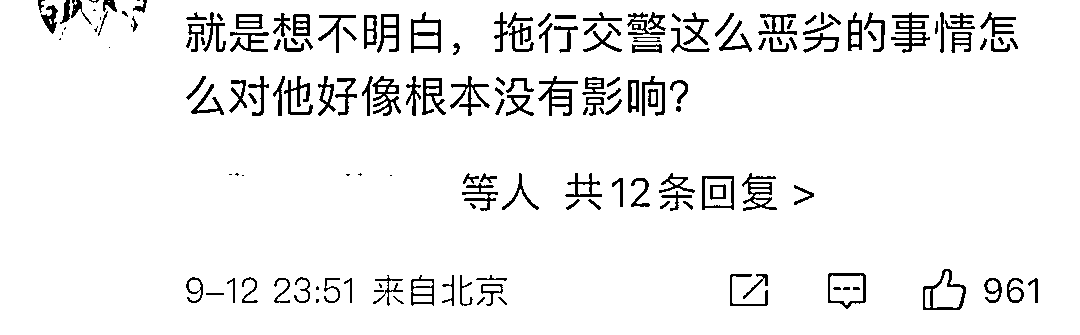 就是想不明白，拖行交警这么恶劣的事情怎
么对他好像根本没有影响？
等人 共12条回复 >
9-12 23:51 来自北京 961